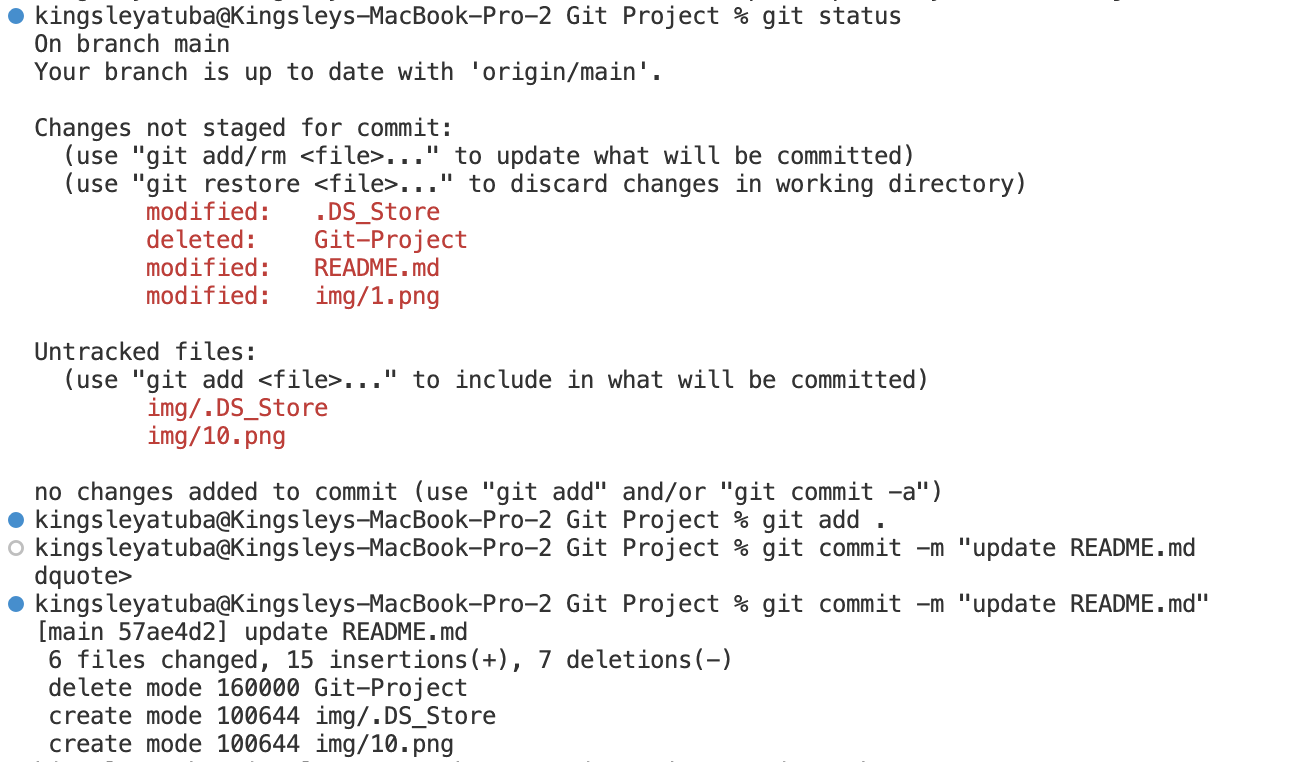 kingsleyatuba@Kingsleys-MacBook-Pro-2 Git Project % git status
On branch main
Your branch is up to date with 'origin/main'.
Changes not staged for commit:
(use "git add/rm <file>..." to update what will be committed)
(use "git restore <file>..." to discard changes in working directory)
modified: .DS_Store
deleted: Git-Project
modified: README.md
modified: img/1.png
Untracked files:
(use "git add <file>..." to include in what will be committed)
img/.DS_Store
img/10.png
no changes added to commit (use "git add" and/or "git commit -a")
kingsleyatuba@Kingsleys-MacBook-Pro-2 Git Project % git add .
kingsleyatuba@Kingsleys-MacBook-Pro-2 Git Project % git commit -m "update README.md
dquote>
kingsleyatuba@Kingsleys-MacBook-Pro-2 Git Project % git commit -m "update README.md"
[main 57ae4d2] update README.md
6 files changed, 15 insertions(+), 7 deletions(-)
delete mode 160000 Git-Project
create mode 100644 img/.DS_Store
create mode 100644 img/10.png